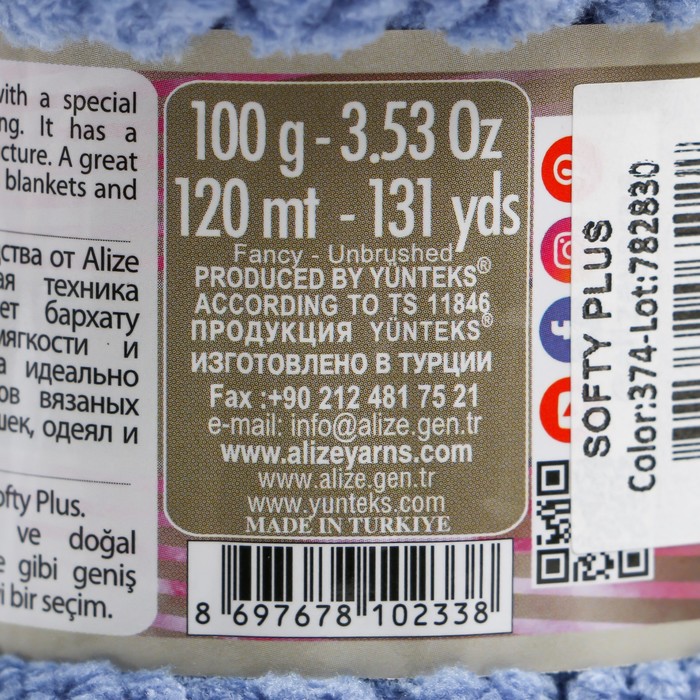 with a special
ng. It has a
cture. A great
blankets and
дства от Alize
ая техника
ет бархату
мягкости и
а идеально
ов вязаных
шек, одеял и
ofty Plus.
ve doğal
e gibi geniş
i bir seçim.
100 g - 3.53 Oz
120 mt - 131 yds
Fancy - Unbrushed
PRODUCED BY YÜNTEKS®
ACCORDING TO TS 11846
ПРОДУКЦИЯ YÜNTEKS®
ИЗГОТОВЛЕНО В ТУРЦИИ
Fax :+90 212 481 75 21
e-mail: info@alize.gen.tr
www.alizeyarns.com
www.alize.gen.tr
www.yunteks.com
MADE IN TURKIYE
8 697678 102338
SOFTY PLUS
Color:374-Lot:782830